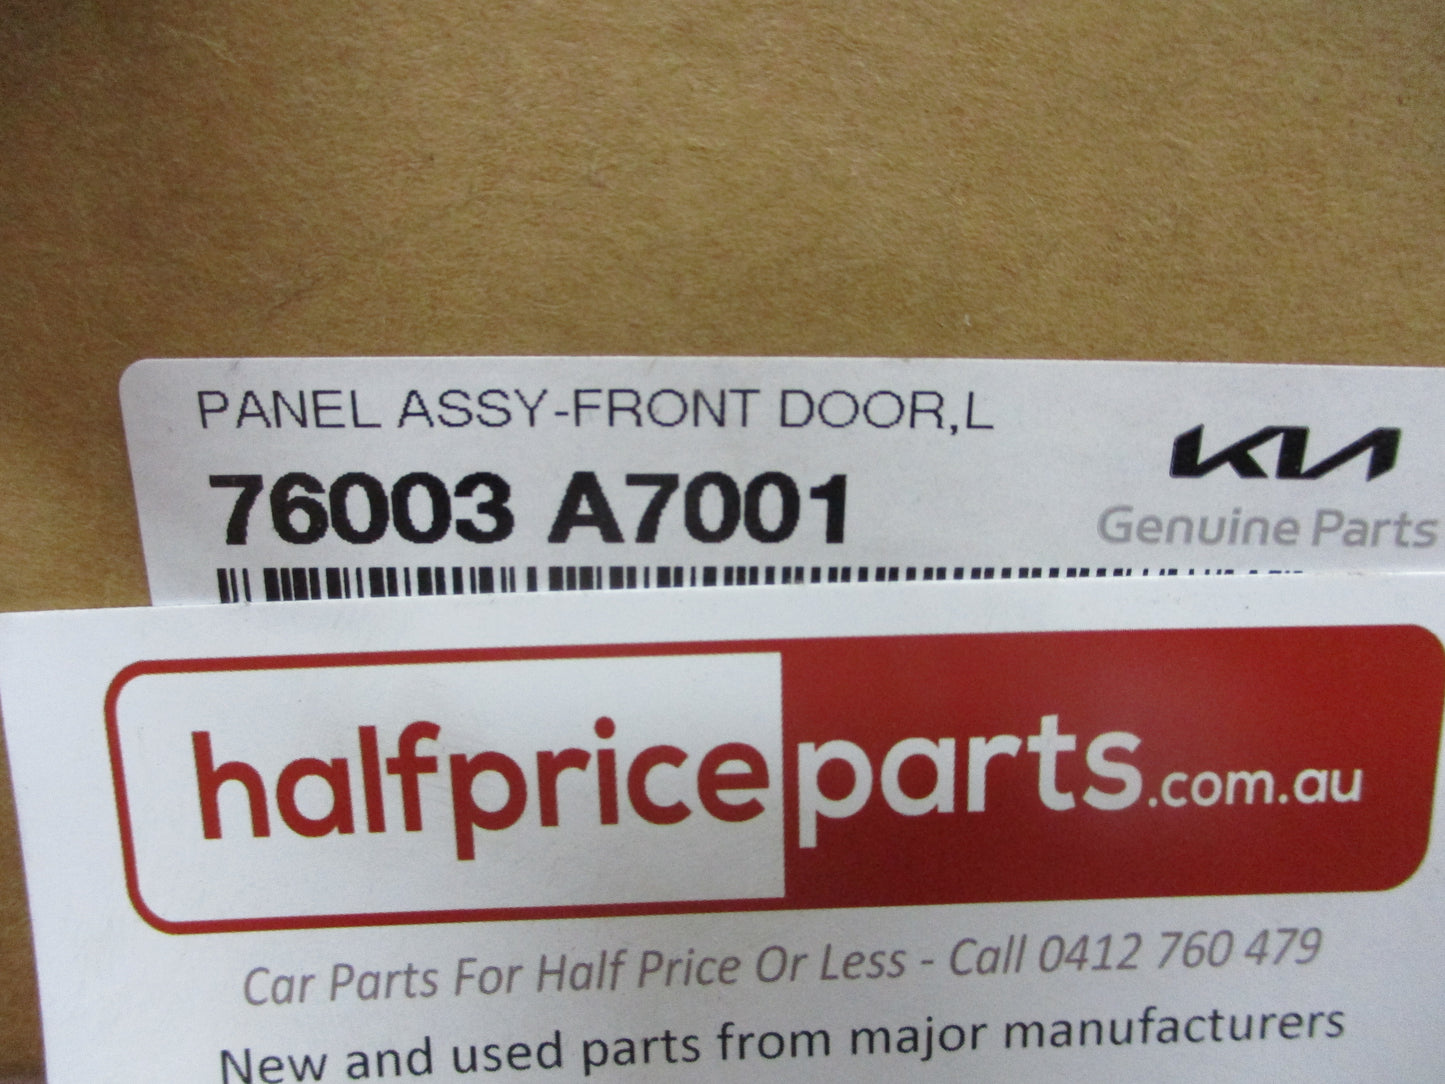 PANEL ASSY-FRONT DOOR,L
76003 A7001
KIA
Genuine Parts
halfpriceparts.com.au
Car Parts For Half Price Or Less - Call 0412 760 479
New and used parts from major manufacturers